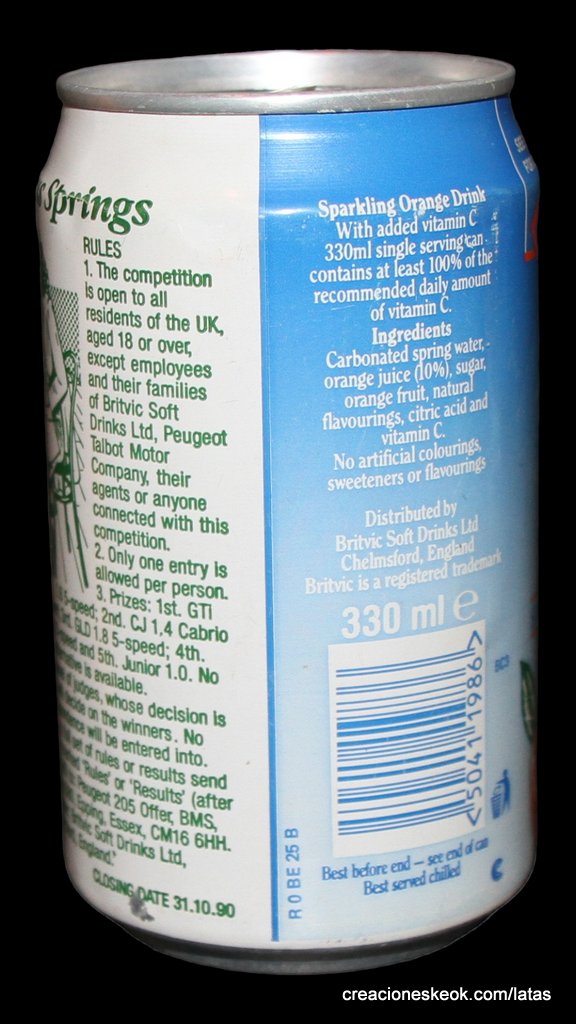 s Springs
RULES
1. The competition
is open to all
residents of the UK,
aged 18 or over,
except employees
and their families
of Britvic Soft
Drinks Ltd, Peugeot
Talbot Motor
Company, their
agents or anyone
connected with this
competition.
2. Only one entry is
allowed per person.
3. Prizes: 1st. GTi
5-speed; 2nd. CJ 1.4 Cabrio
GLD 1.8 5-speed; 4th.
and 5th. Junior 1.0. No
is available.
of judges, whose decision is
decide on the winners. No
will be entered into.
set of rules or results send
'Rules' or 'Results' (after
Peugeot 205 Offer, BMS,
Epping, Essex, CM16 6HH.
Soft Drinks Ltd,
England.
CLOSING DATE 31.10.90
Sparkling Orange Drink
With added vitamin C
330ml single serving can
contains at least 100% of the
recommended daily amount
of vitamin C.
Ingredients
Carbonated spring water,
orange juice (10%), sugar,
orange fruit, natural
flavourings, citric acid and
vitamin C.
No artificial colourings,
sweeteners or flavourings
Distributed by
Britvic Soft Drinks Ltd
Chelmsford, England
Britvic is a registered trademark
330 ml e
<50411986>
BC3
R 0 BE 25 B
Best before end – see end of can
Best served chilled
creacioneskeok.com/latas